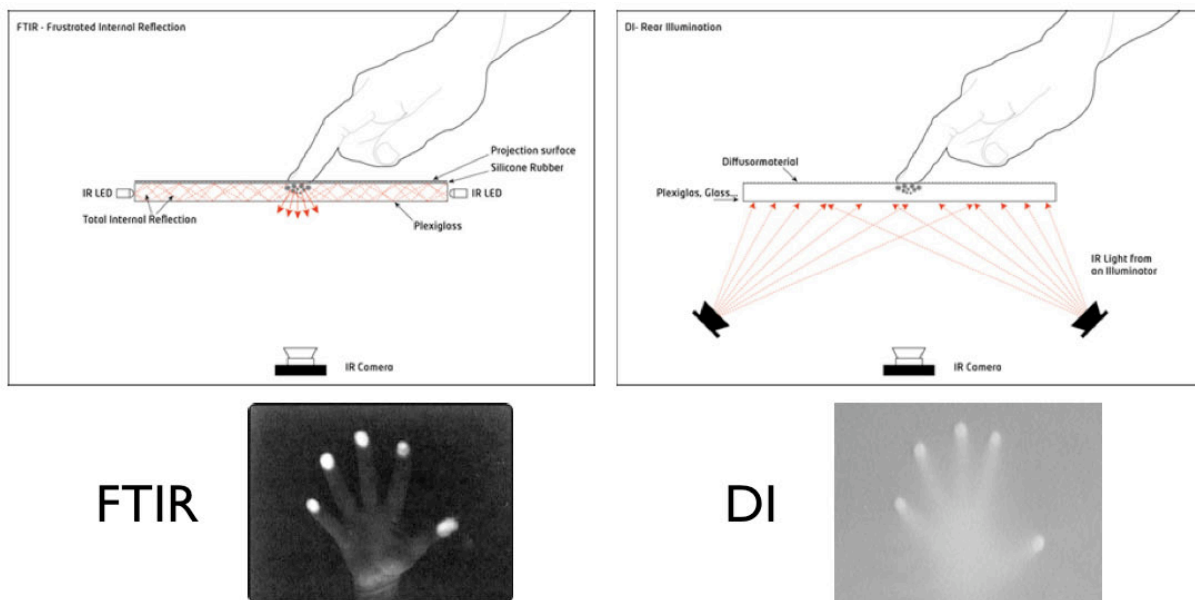 FTIR - Frustrated Internal Reflection
Projection surface
Silicone Rubber
IR LED
IR LED
Total Internal Reflection
Plexiglass
IR Camera
DI- Rear Illumination
Diffusormaterial
Plexiglas, Glass...
IR Light from
an Illuminator
IR Camera
FTIR
DI